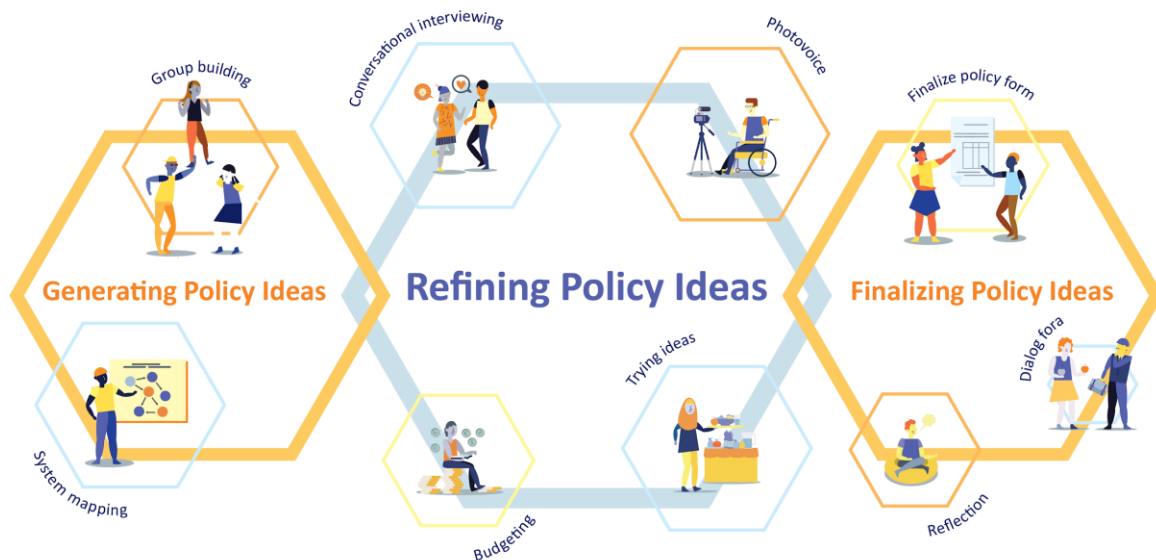 Group building
Conversational interviewing
Photovoice
Finalize policy form
Generating Policy Ideas
Refining Policy Ideas
Finalizing Policy Ideas
System mapping
Budgeting
Trying ideas
Reflection
Dialog fora